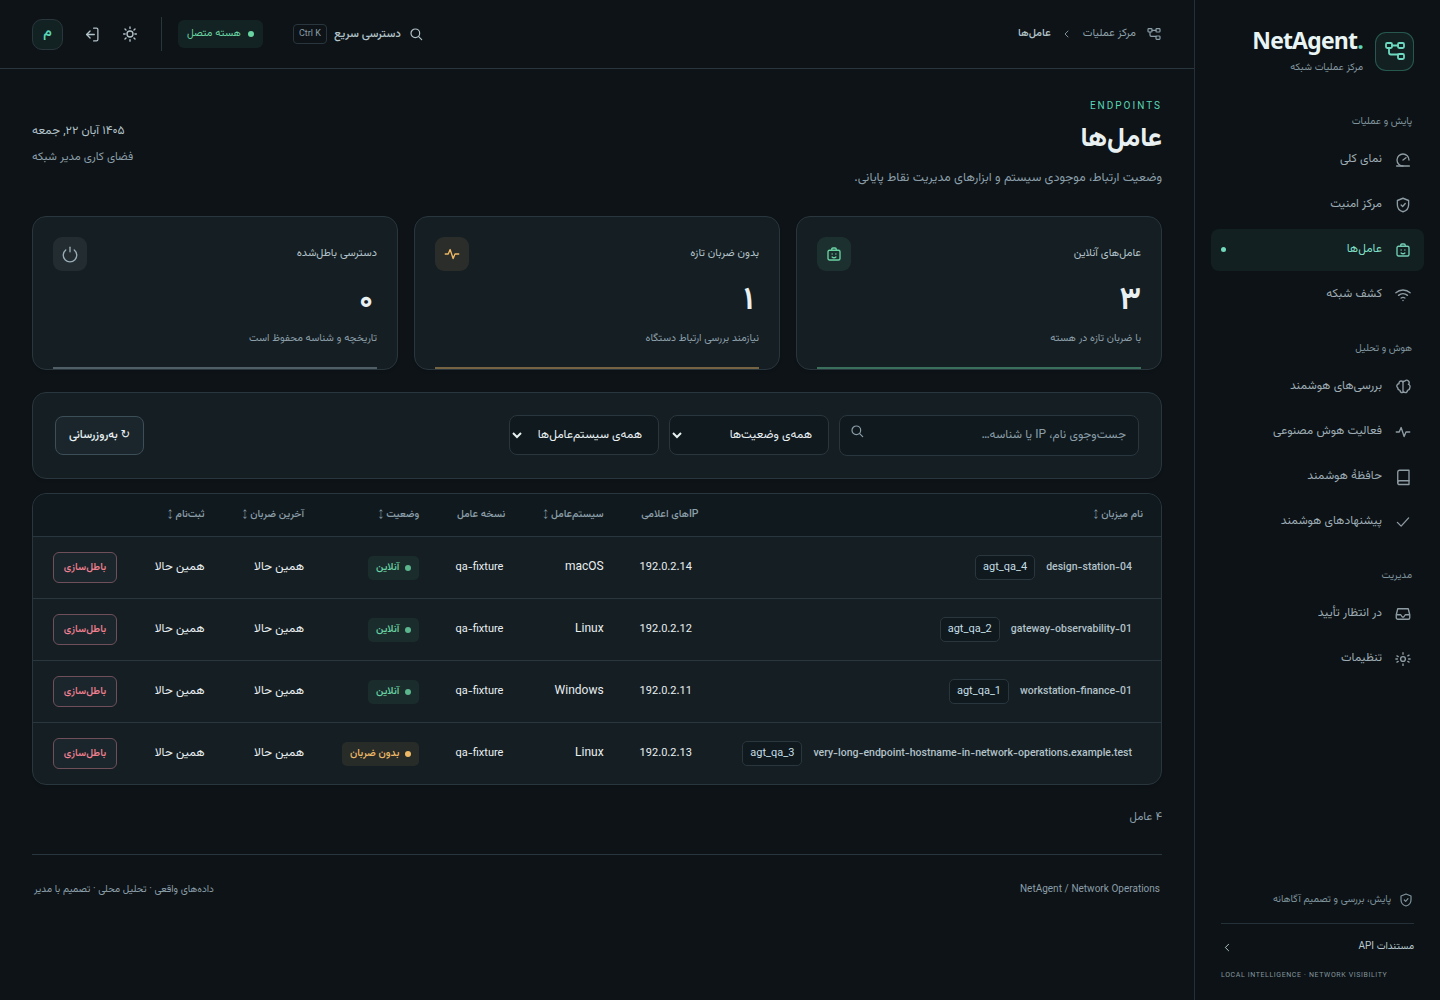 NetAgent.
مرکز عملیات شبکه
پایش و عملیات
نمای کلی
مرکز امنیت
عامل‌ها
کشف شبکه
هوش و تحلیل
بررسی‌های هوشمند
فعالیت هوش مصنوعی
حافظهٔ هوشمند
پیشنهادهای هوشمند
مدیریت
در انتظار تأیید
تنظیمات
پایش، بررسی و تصمیم آگاهانه
مستندات API
LOCAL INTELLIGENCE · NETWORK VISIBILITY
مرکز عملیات
عامل‌ها
دسترسی سریع Ctrl K
هسته متصل
م
ENDPOINTS
عامل‌ها
وضعیت ارتباط، موجودی سیستم و ابزارهای مدیریت نقاط پایانی.
۱۴۰۵ آبان ۲۲, جمعه
فضای کاری مدیر شبکه
عامل‌های آنلاین
۳
با ضربان تازه در هسته
بدون ضربان تازه
۱
نیازمند بررسی ارتباط دستگاه
دسترسی باطل‌شده
۰
تاریخچه و شناسه محفوظ است
جست‌وجوی نام، IP یا شناسه…
همه‌ی وضعیت‌ها
همه‌ی سیستم‌عامل‌ها
↻ به‌روزرسانی
نام میزبان ↕ IPهای اعلامی سیستم‌عامل ↕ نسخه عامل وضعیت ↕ آخرین ضربان ↕ ثبت‌نام ↕
design-station-04 agt_qa_4 192.0.2.14 macOS qa-fixture آنلاین همین حالا همین حالا باطل‌سازی
gateway-observability-01 agt_qa_2 192.0.2.12 Linux qa-fixture آنلاین همین حالا همین حالا باطل‌سازی
workstation-finance-01 agt_qa_1 192.0.2.11 Windows qa-fixture آنلاین همین حالا همین حالا باطل‌سازی
very-long-endpoint-hostname-in-network-operations.example.test agt_qa_3 192.0.2.13 Linux qa-fixture بدون ضربان همین حالا همین حالا باطل‌سازی
۴ عامل
NetAgent / Network Operations
داده‌های واقعی · تحلیل محلی · تصمیم با مدیر